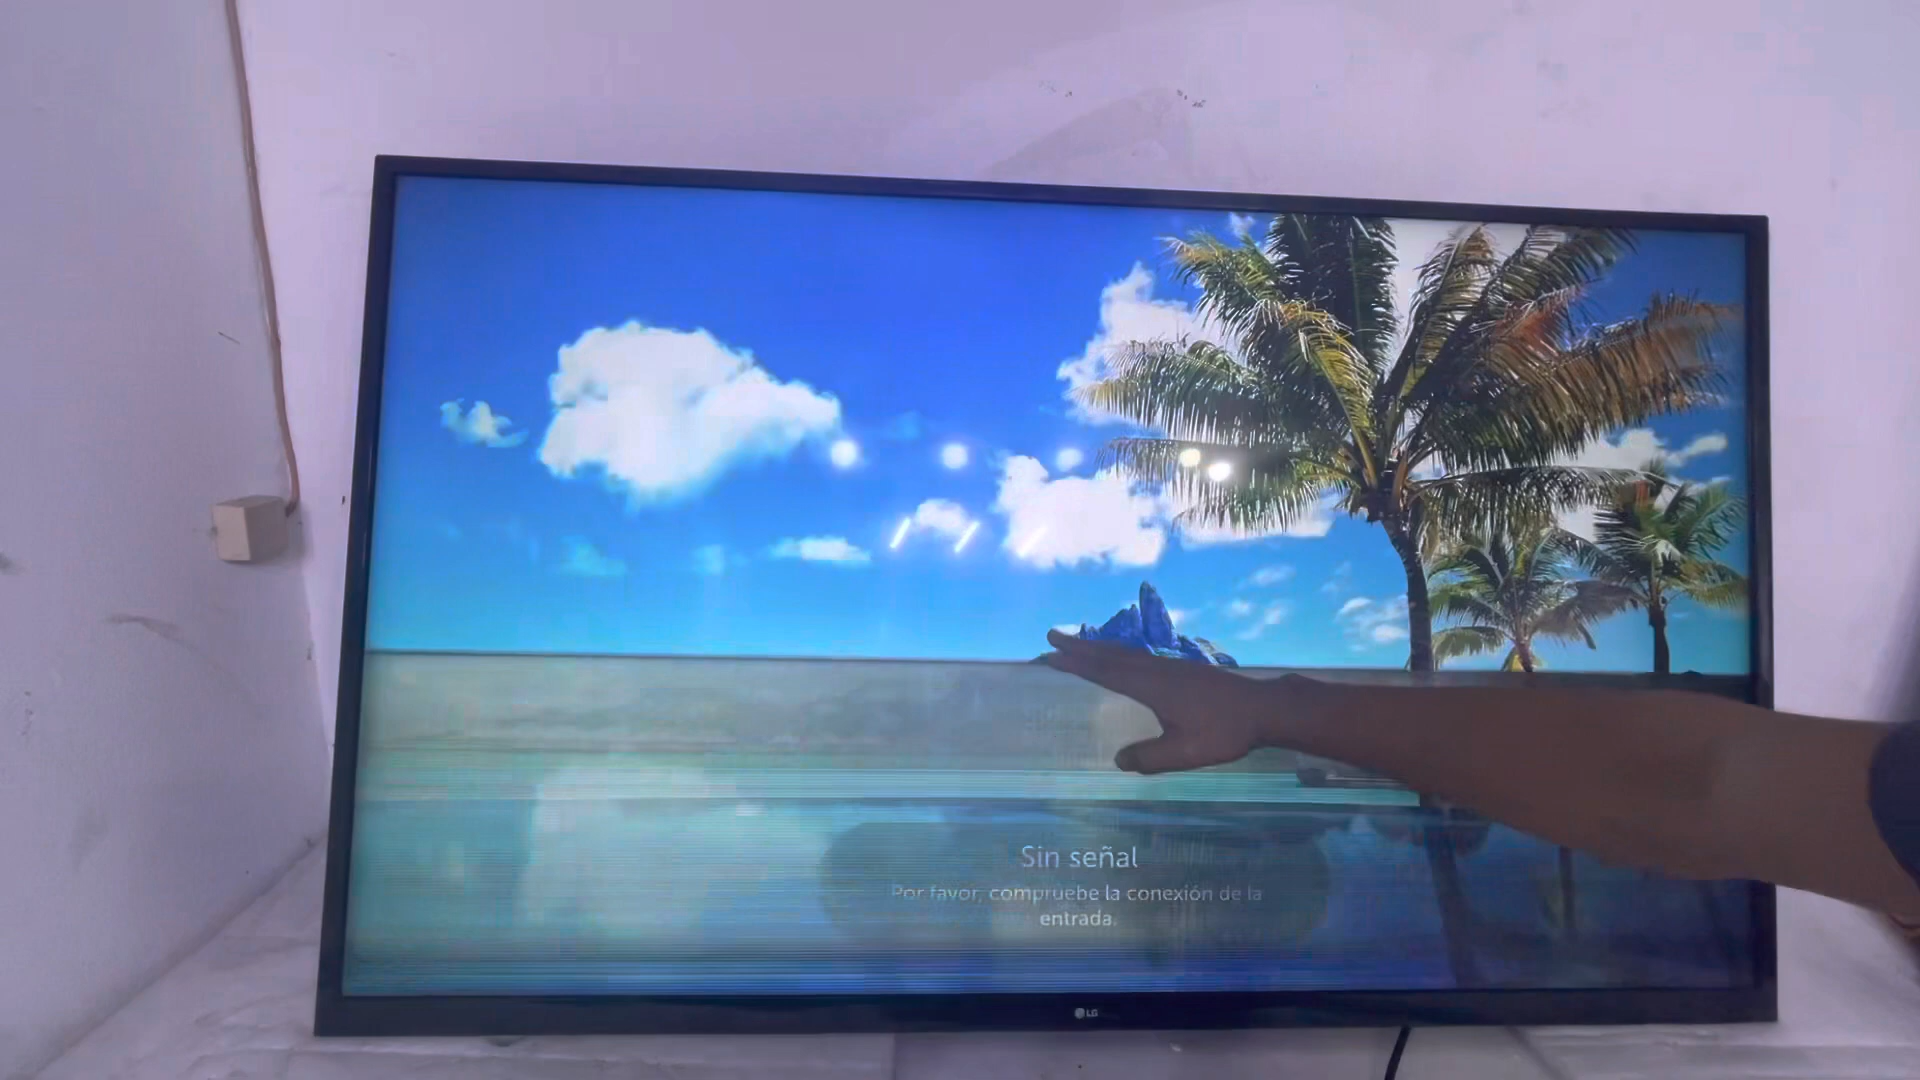 Sin señal
Por favor, compruebe la conexión de la
entrada.
LG